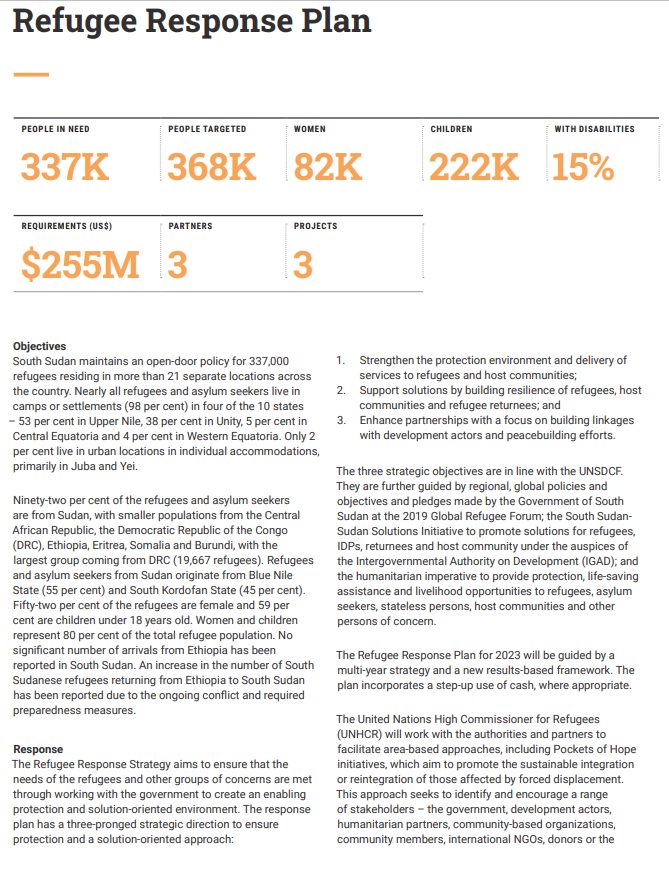 Refugee Response Plan
PEOPLE IN NEED
337K
PEOPLE TARGETED
368K
WOMEN
82K
CHILDREN
222K
WITH DISABILITIES
15%
REQUIREMENTS (US$)
$255M
PARTNERS
3
PROJECTS
3
Objectives
South Sudan maintains an open-door policy for 337,000
refugees residing in more than 21 separate locations across
the country. Nearly all refugees and asylum seekers live in
camps or settlements (98 per cent) in four of the 10 states
– 53 per cent in Upper Nile, 38 per cent in Unity, 5 per cent in
Central Equatoria and 4 per cent in Western Equatoria. Only 2
per cent live in urban locations in individual accommodations,
primarily in Juba and Yei.
Ninety-two per cent of the refugees and asylum seekers
are from Sudan, with smaller populations from the Central
African Republic, the Democratic Republic of the Congo
(DRC), Ethiopia, Eritrea, Somalia and Burundi, with the
largest group coming from DRC (19,667 refugees). Refugees
and asylum seekers from Sudan originate from Blue Nile
State (55 per cent) and South Kordofan State (45 per cent).
Fifty-two per cent of the refugees are female and 59 per
cent are children under 18 years old. Women and children
represent 80 per cent of the total refugee population. No
significant number of arrivals from Ethiopia has been
reported in South Sudan. An increase in the number of South
Sudanese refugees returning from Ethiopia to South Sudan
has been reported due to the ongoing conflict and required
preparedness measures.
Response
The Refugee Response Strategy aims to ensure that the
needs of the refugees and other groups of concerns are met
through working with the government to create an enabling
protection and solution-oriented environment. The response
plan has a three-pronged strategic direction to ensure
protection and a solution-oriented approach:
1. Strengthen the protection environment and delivery of
services to refugees and host communities;
2. Support solutions by building resilience of refugees, host
communities and refugee returnees; and
3. Enhance partnerships with a focus on building linkages
with development actors and peacebuilding efforts.
The three strategic objectives are in line with the UNSDCF.
They are further guided by regional, global policies and
objectives and pledges made by the Government of South
Sudan at the 2019 Global Refugee Forum; the South Sudan-
Sudan Solutions Initiative to promote solutions for refugees,
IDPs, returnees and host community under the auspices of
the Intergovernmental Authority on Development (IGAD); and
the humanitarian imperative to provide protection, life-saving
assistance and livelihood opportunities to refugees, asylum
seekers, stateless persons, host communities and other
persons of concern.
The Refugee Response Plan for 2023 will be guided by a
multi-year strategy and a new results-based framework. The
plan incorporates a step-up use of cash, where appropriate.
The United Nations High Commissioner for Refugees
(UNHCR) will work with the authorities and partners to
facilitate area-based approaches, including Pockets of Hope
initiatives, which aim to promote the sustainable integration
or reintegration of those affected by forced displacement.
This approach seeks to identify and encourage a range
of stakeholders – the government, development actors,
humanitarian partners, community-based organizations,
community members, international NGOs, donors or the